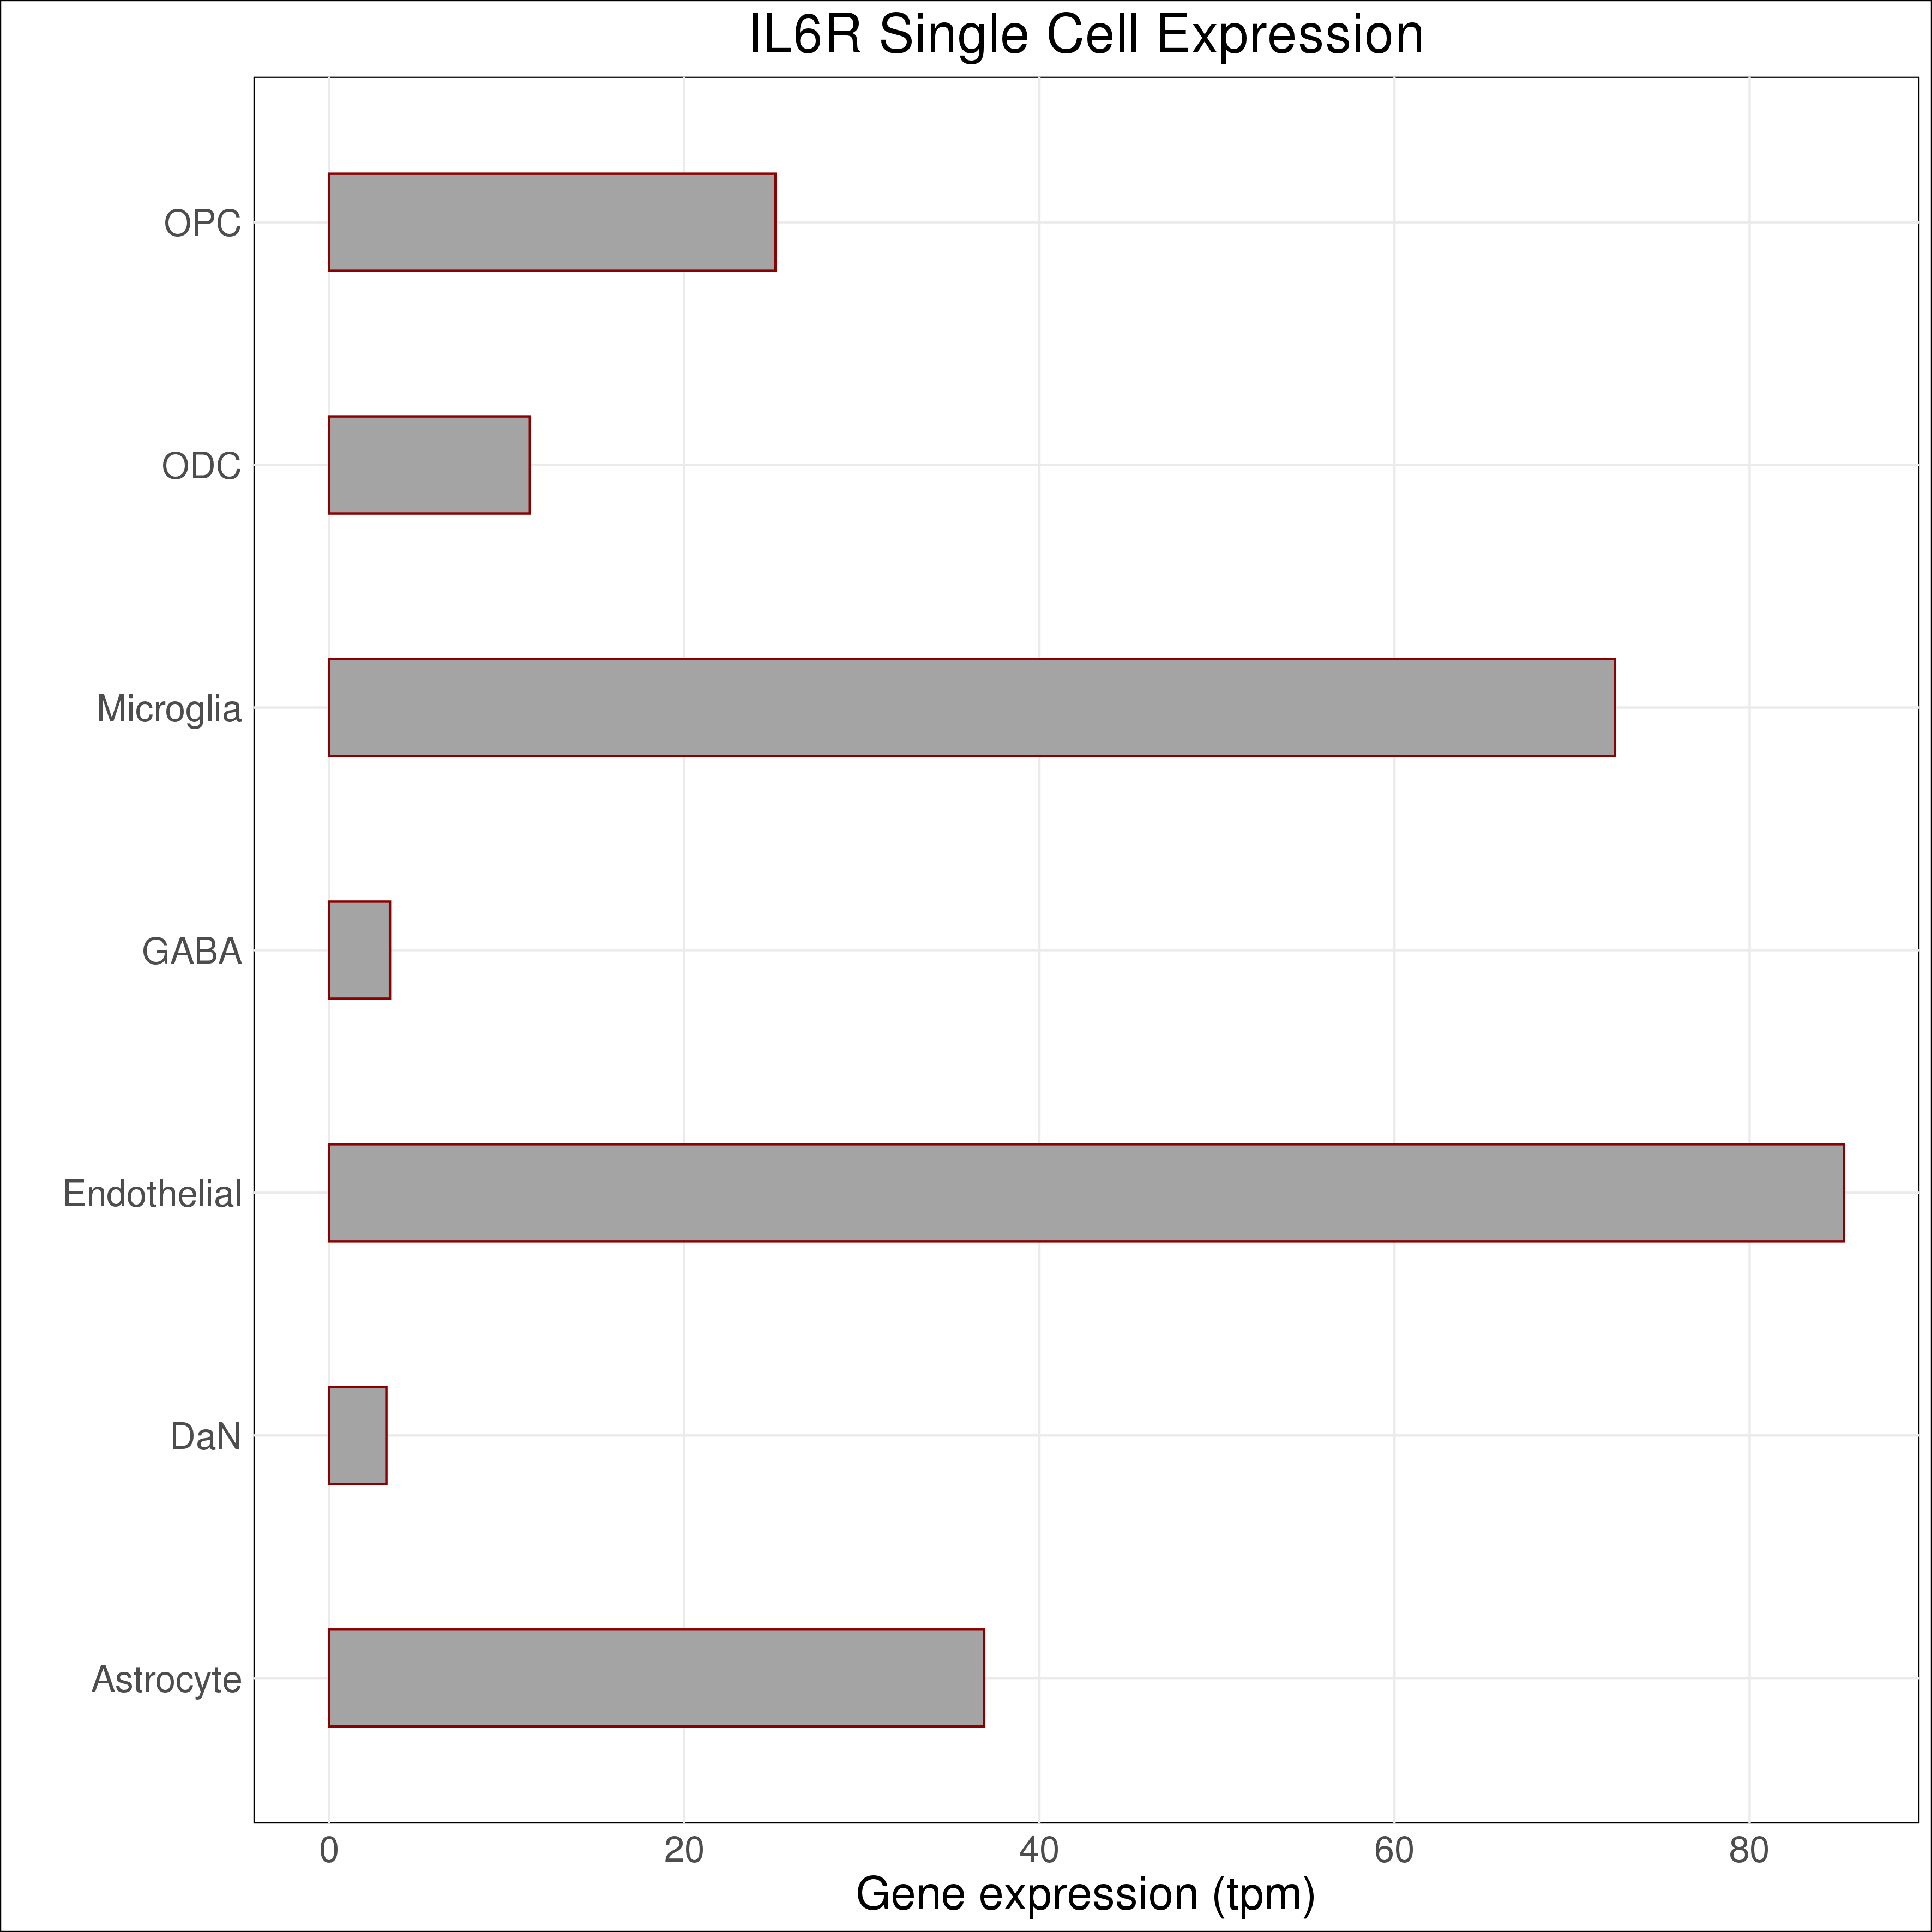 IL6R Single Cell Expression
OPC
ODC
Microglia
GABA
Endothelial
DaN
Astrocyte
0 20 40 60 80
Gene expression (tpm)